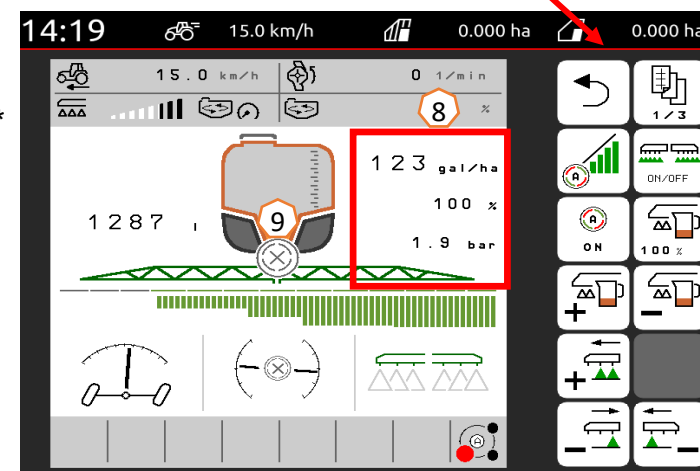 14:19 15.0 km/h 0.000 ha 0.000 ha
15.0 km/h 0 1/min
8 %
*
123 gal/ha
100 %
1.9 bar
1287 l
9
1/3
A
ON/OFF
A
ON
100 %
+ −
+
− −
A